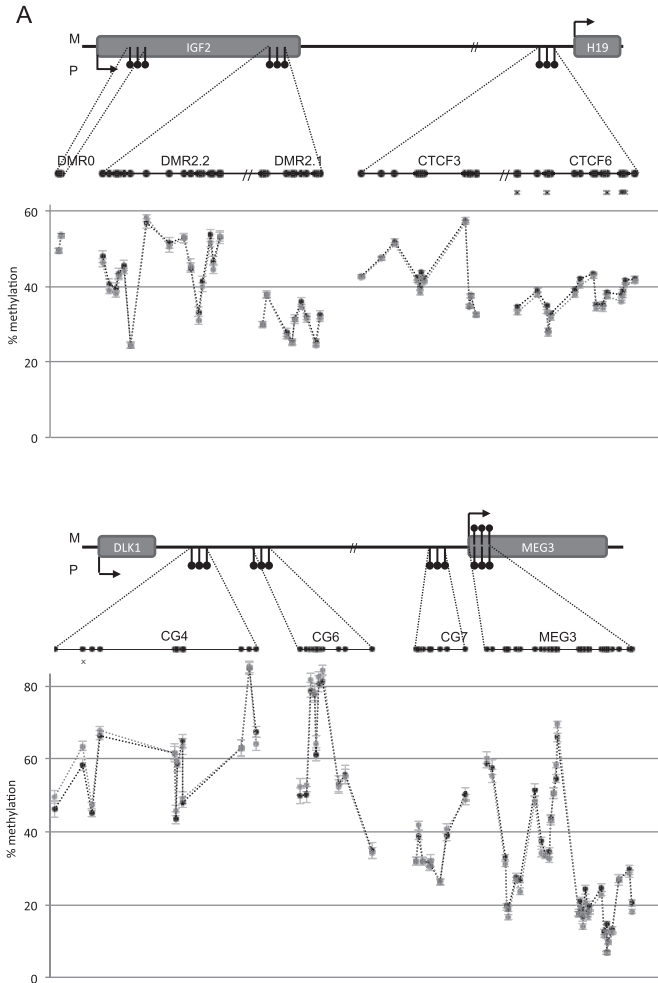 A
M
IGF2
H19
P
DMR0 DMR2.2 DMR2.1 CTCF3 CTCF6
60
40
20
0
% methylation
M
DLK1
MEG3
P
CG4 CG6 CG7 MEG3
x
80
60
40
20
0
% methylation